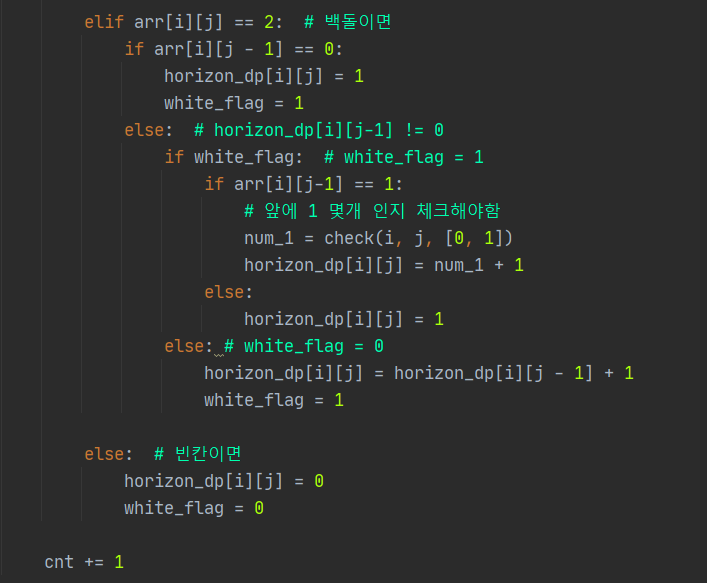 elif arr[i][j] == 2:  # 백돌이면
if arr[i][j - 1] == 0:
horizon_dp[i][j] = 1
white_flag = 1
else:  # horizon_dp[i][j-1] != 0
if white_flag:  # white_flag = 1
if arr[i][j-1] == 1:
# 앞에 1 몇개 인지 체크해야함
num_1 = check(i, j, [0, 1])
horizon_dp[i][j] = num_1 + 1
else:
horizon_dp[i][j] = 1
else: # white_flag = 0
horizon_dp[i][j] = horizon_dp[i][j - 1] + 1
white_flag = 1
else:  # 빈칸이면
horizon_dp[i][j] = 0
white_flag = 0
cnt += 1